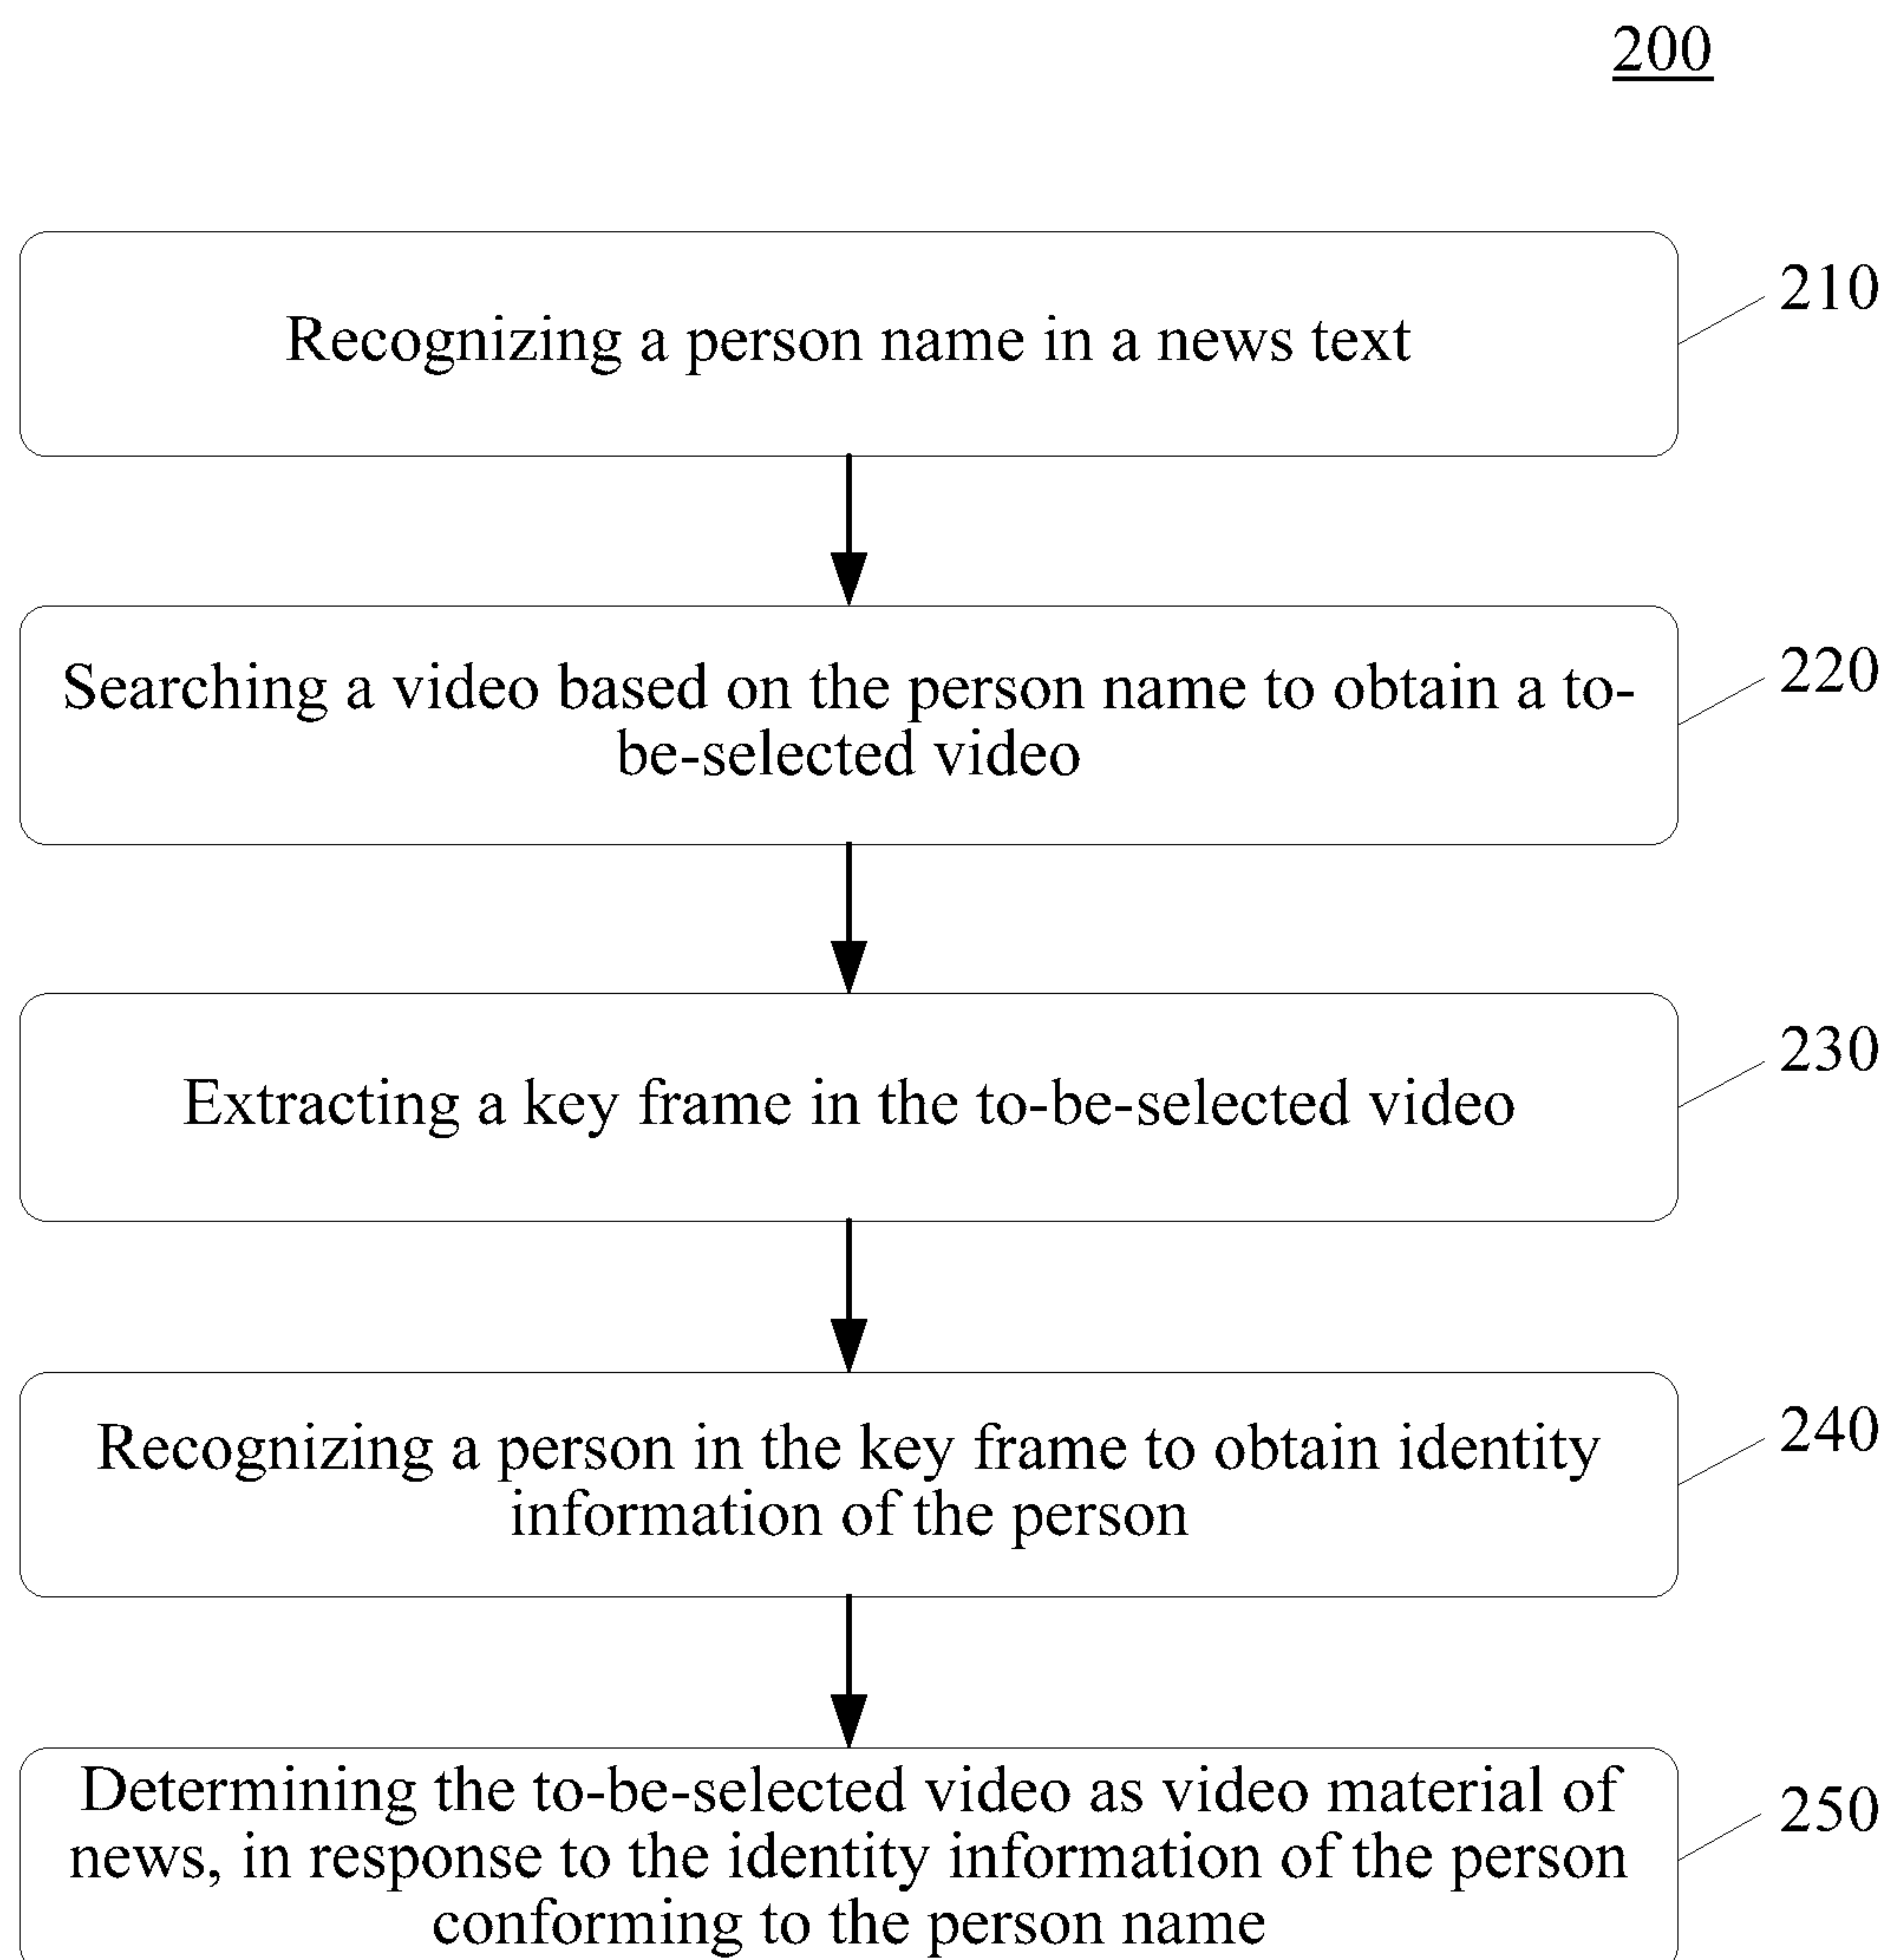 200
Recognizing a person name in a news text
210
Searching a video based on the person name to obtain a to-
be-selected video
220
Extracting a key frame in the to-be-selected video
230
Recognizing a person in the key frame to obtain identity
information of the person
240
Determining the to-be-selected video as video material of
news, in response to the identity information of the person
conforming to the person name
250